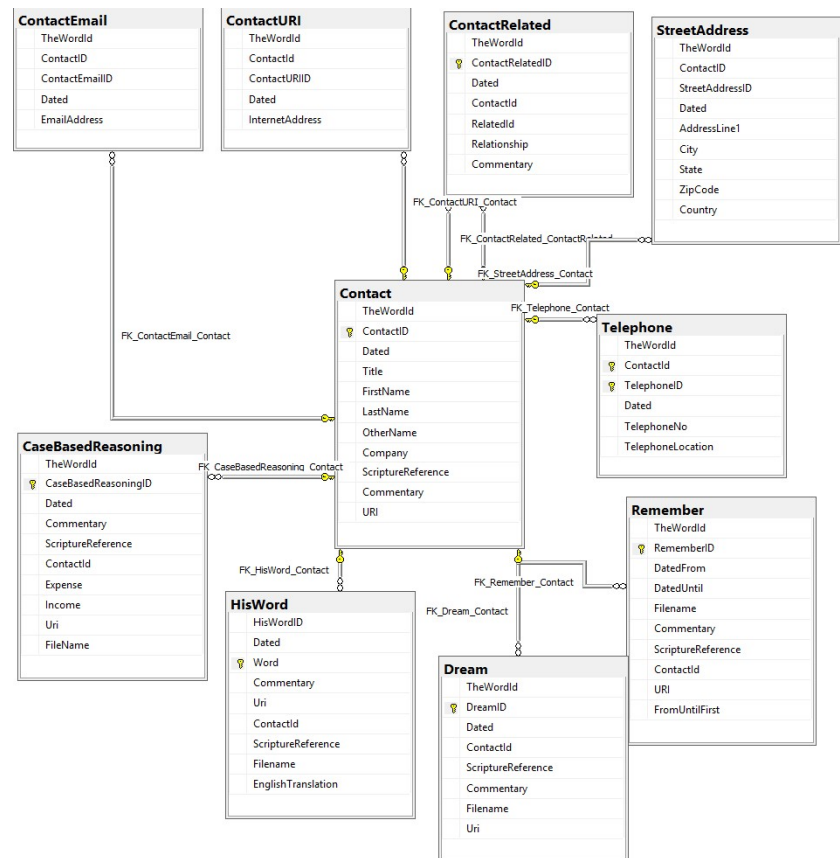 ContactEmail
TheWordId
ContactID
ContactEmailID
Dated
EmailAddress
ContactURI
TheWordId
ContactId
ContactURIID
Dated
InternetAddress
ContactRelated
TheWordId
ContactRelatedID
Dated
ContactId
RelatedId
Relationship
Commentary
StreetAddress
TheWordId
ContactID
StreetAddressID
Dated
AddressLine1
City
State
ZipCode
Country
FK_ContactURI_Contact
FK_ContactRelated_ContactRelated
FK_StreetAddress_Contact
FK_Telephone_Contact
FK_ContactEmail_Contact
Contact
TheWordId
ContactID
Dated
Title
FirstName
LastName
OtherName
Company
ScriptureReference
Commentary
URI
Telephone
TheWordId
ContactId
TelephoneID
Dated
TelephoneNo
TelephoneLocation
CaseBasedReasoning
TheWordId
CaseBasedReasoningID
Dated
Commentary
ScriptureReference
ContactId
Expense
Income
Uri
FileName
FK_CaseBasedReasoning_Contact
FK_HisWord_Contact
FK_Remember_Contact
FK_Dream_Contact
HisWord
HisWordID
Dated
Word
Commentary
Uri
ContactId
ScriptureReference
Filename
EnglishTranslation
Remember
TheWordId
RememberID
DatedFrom
DatedUntil
Filename
Commentary
ScriptureReference
ContactId
URI
FromUntilFirst
Dream
TheWordId
DreamID
Dated
ContactId
ScriptureReference
Commentary
Filename
Uri